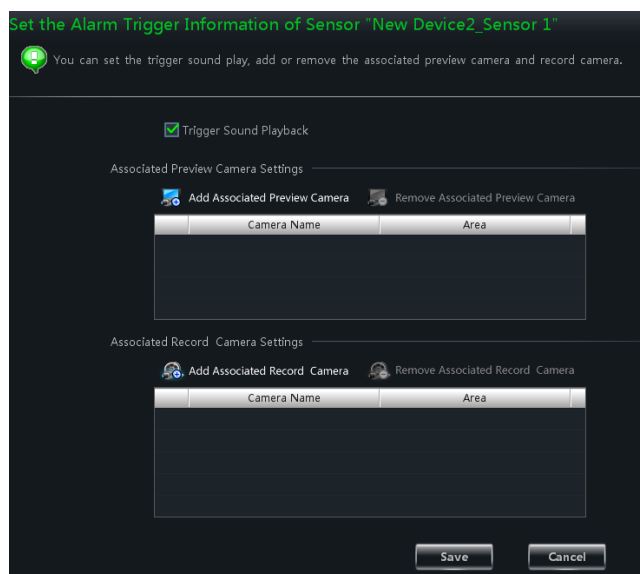 Set the Alarm Trigger Information of Sensor "New Device2_Sensor 1"
You can set the trigger sound play, add or remove the associated preview camera and record camera.
Trigger Sound Playback
Associated Preview Camera Settings
Add Associated Preview Camera Remove Associated Preview Camera
Camera Name Area
Associated Record Camera Settings
Add Associated Record Camera Remove Associated Record Camera
Camera Name Area
Save Cancel